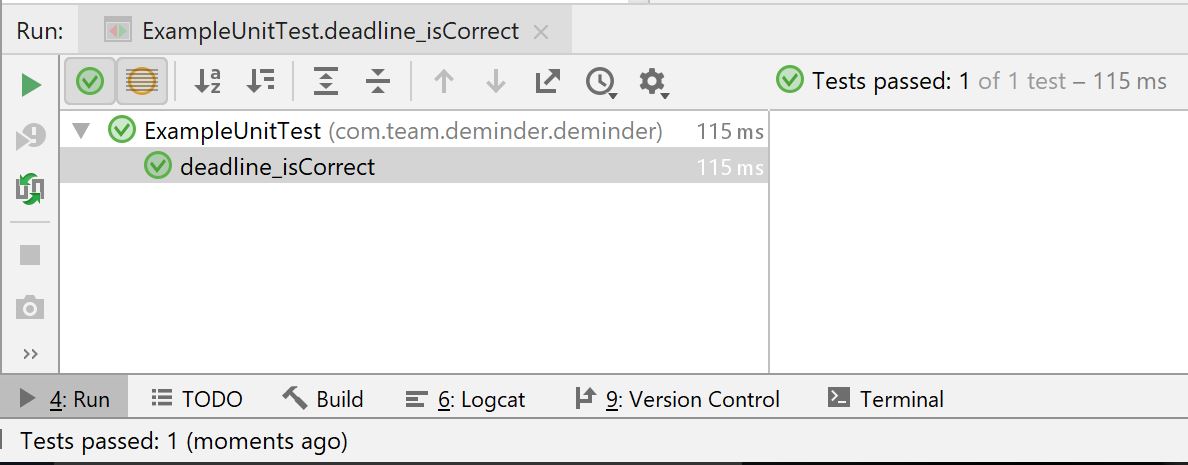 Run: ExampleUnitTest.deadline_isCorrect
Tests passed: 1 of 1 test – 115 ms
ExampleUnitTest (com.team.deminder.deminder) 115 ms
deadline_isCorrect 115 ms
4: Run TODO Build 6: Logcat 9: Version Control Terminal
Tests passed: 1 (moments ago)